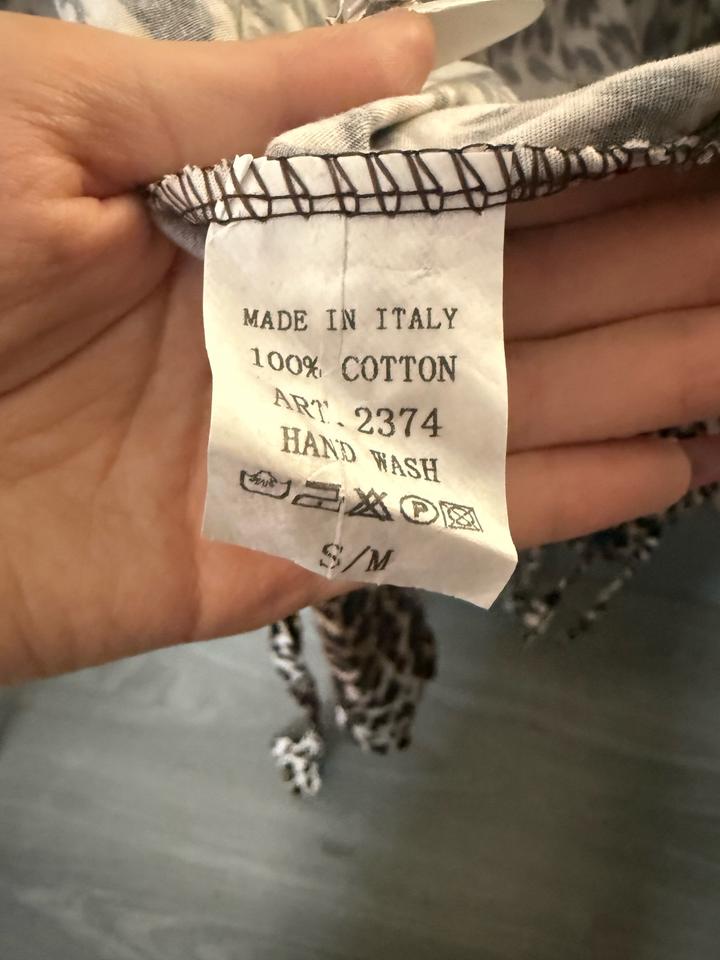 MADE IN ITALY
100% COTTON
ART. 2374
HAND WASH
P
S/M